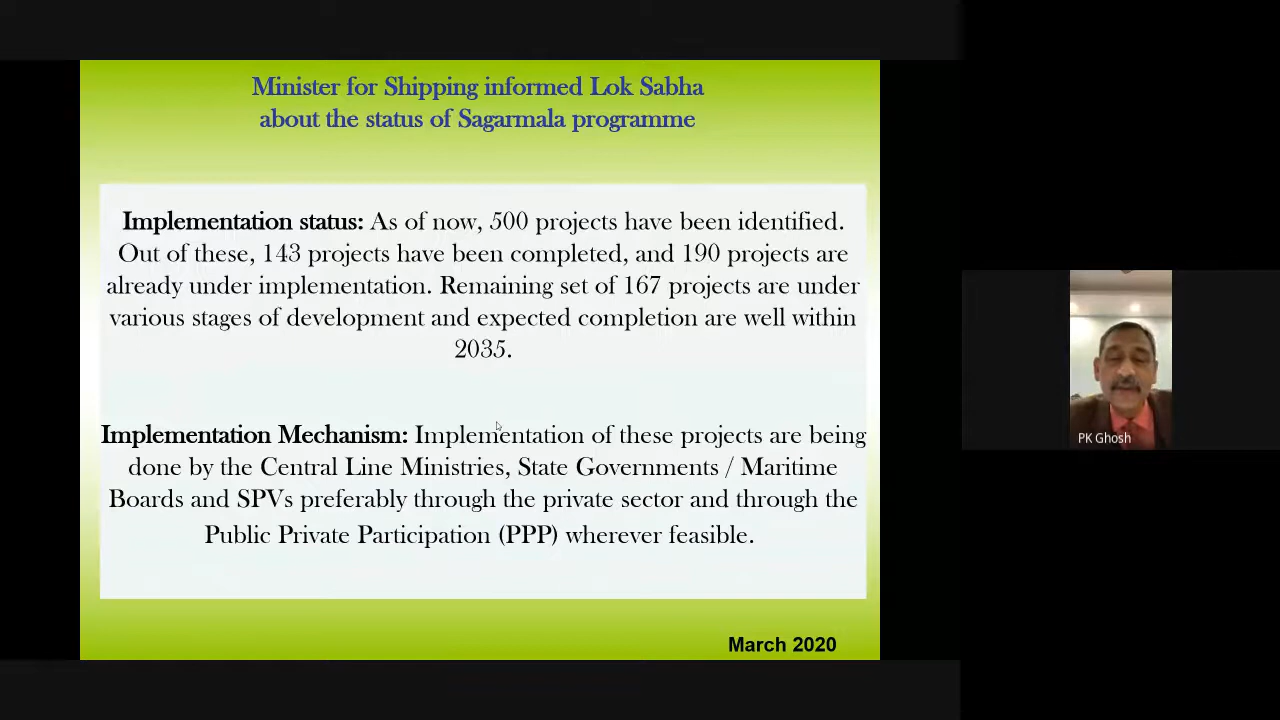 Minister for Shipping informed Lok Sabha
about the status of Sagarmala programme
Implementation status: As of now, 500 projects have been identified.
Out of these, 143 projects have been completed, and 190 projects are
already under implementation. Remaining set of 167 projects are under
various stages of development and expected completion are well within
2035.
Implementation Mechanism: Implementation of these projects are being
done by the Central Line Ministries, State Governments / Maritime
Boards and SPVs preferably through the private sector and through the
Public Private Participation (PPP) wherever feasible.
March 2020
PK Ghosh